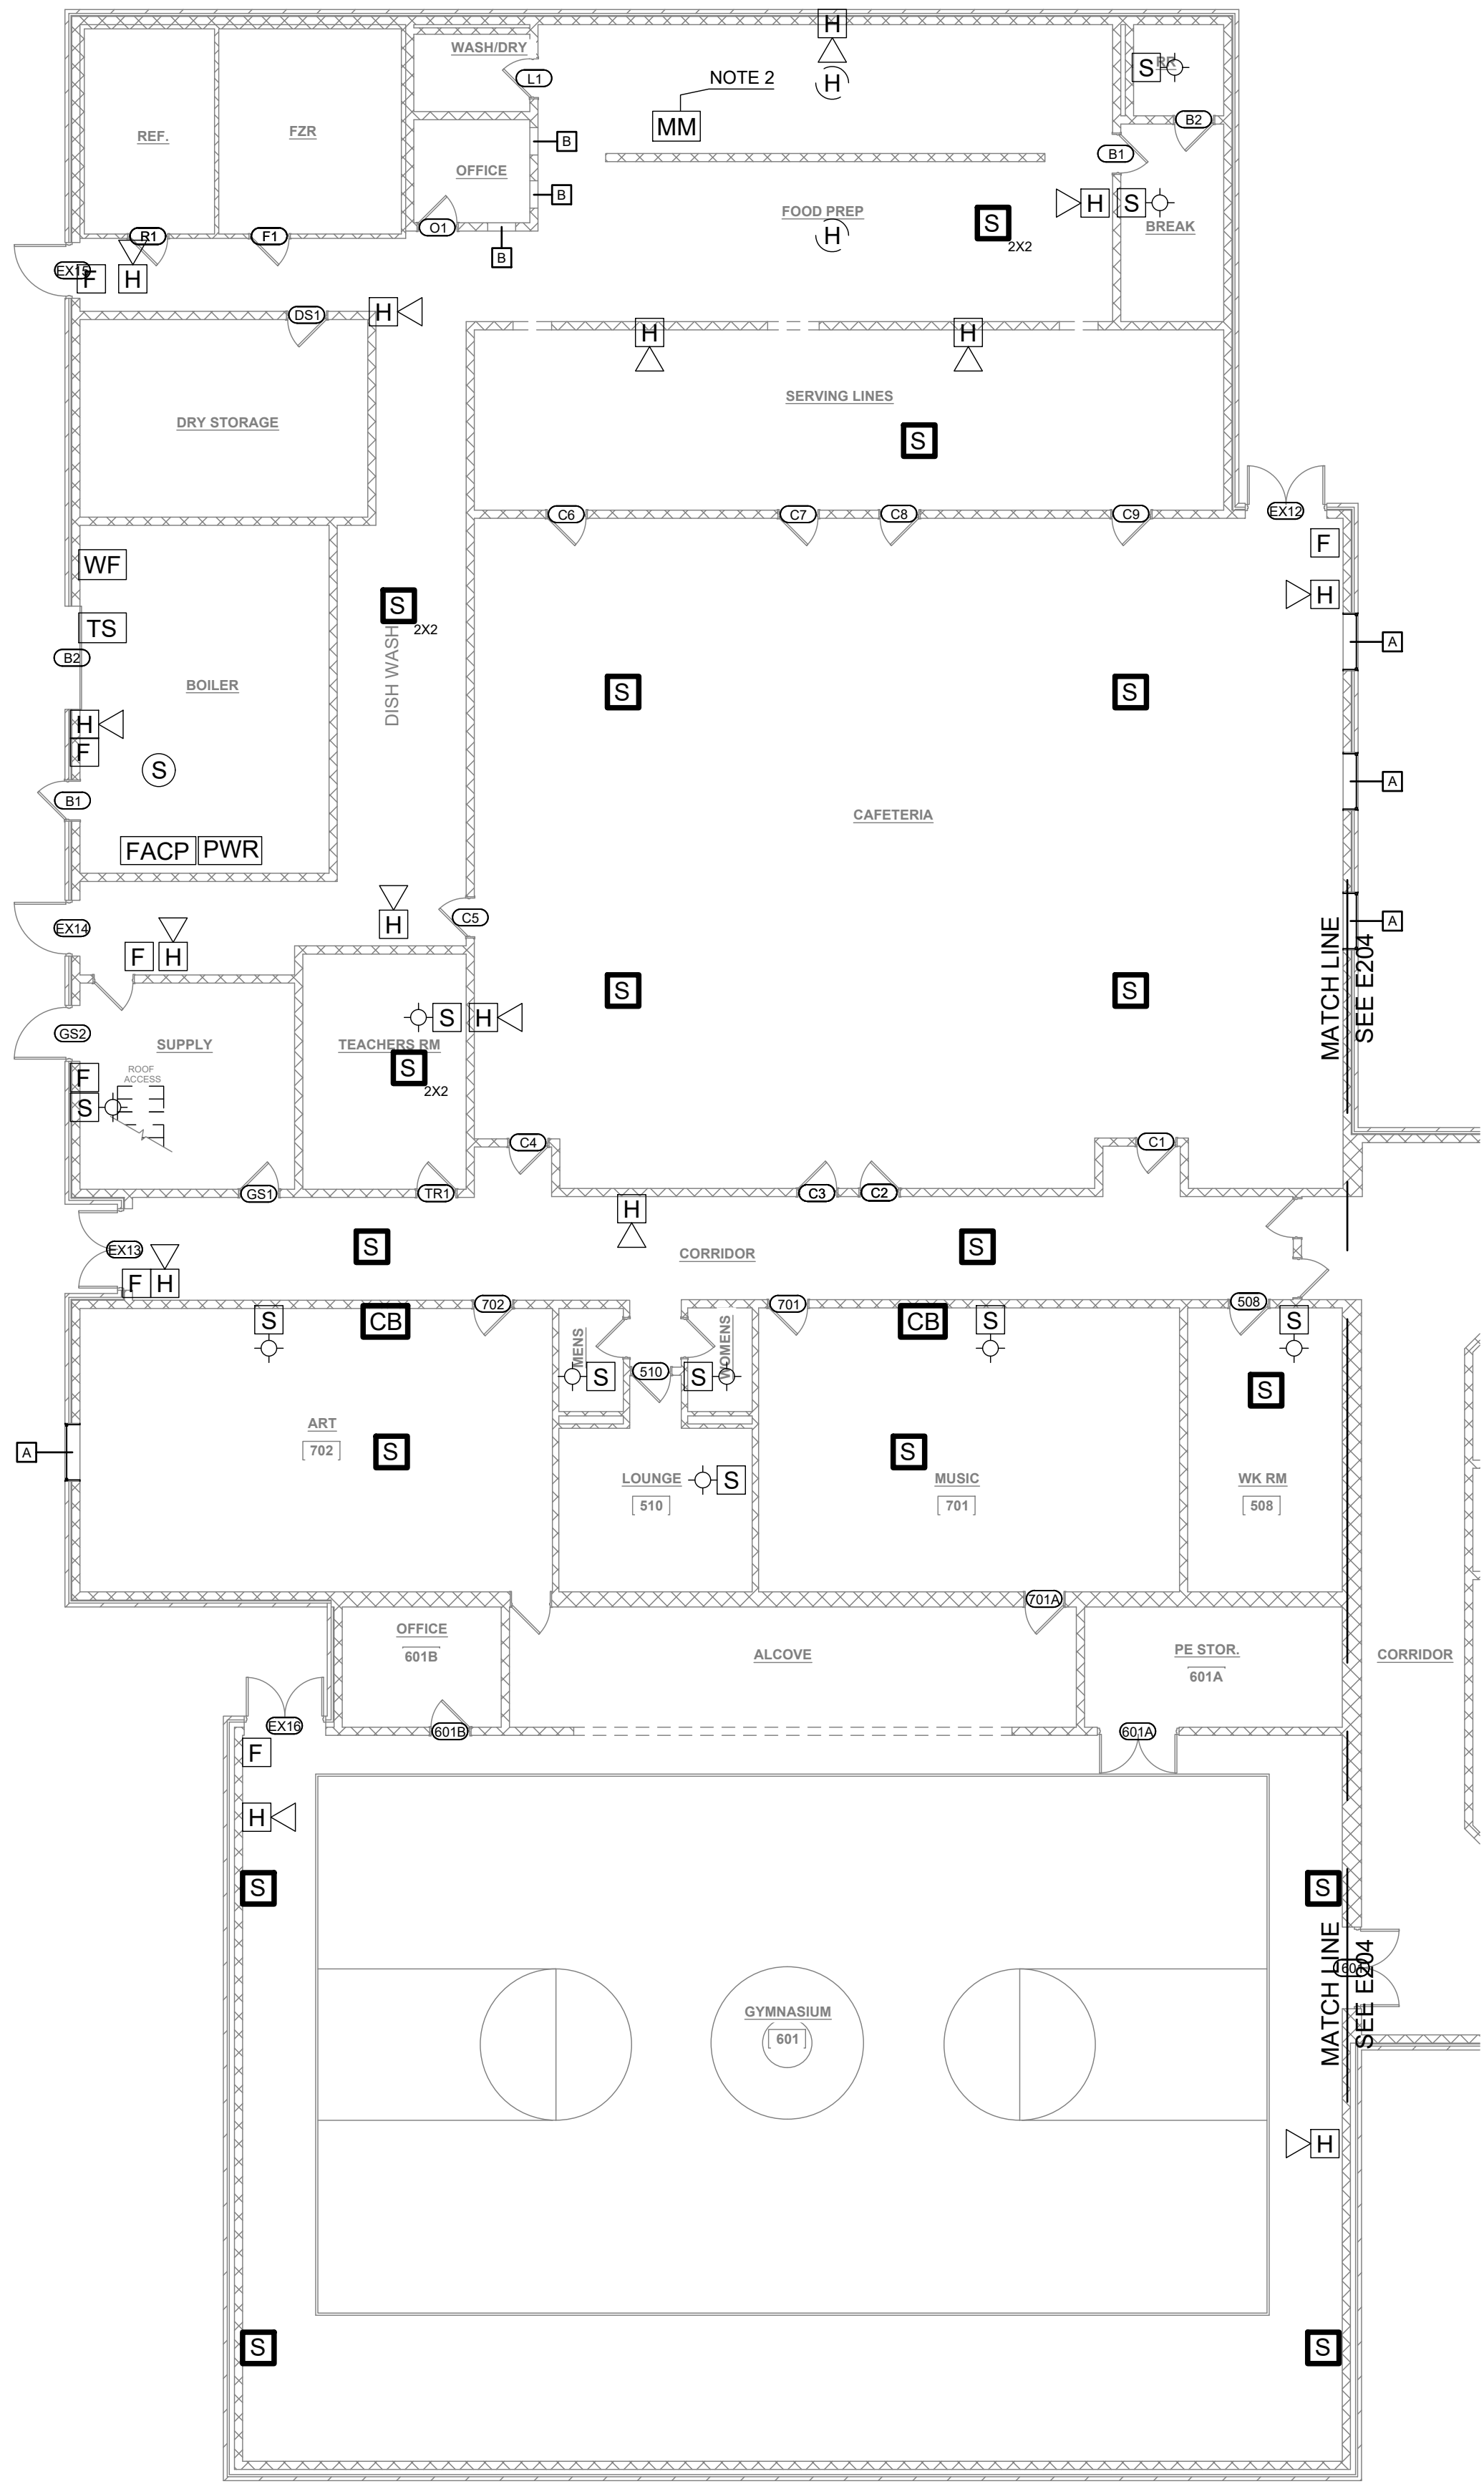 WASH/DRY
L1
H
NOTE 2
H
S
RR
REF.
FZR
MM
B2
B
OFFICE
B1
B
FOOD PREP
H
S
2X2
H
S
BREAK
R1
F1
O1
B
EX15
F
H
DS1
H
H
H
SERVING LINES
DRY STORAGE
S
C6
C7
C8
C9
EX12
F
WF
H
S
2X2
TS
A
B2
BOILER
DISH WASH
S
S
H
F
S
A
B1
CAFETERIA
FACP
PWR
EX14
F
H
H
C5
A
MATCH LINE
SEE E204
S
S
GS2
SUPPLY
TEACHERS RM
S
H
S
2X2
F
ROOF
ACCESS
S
C4
C1
GS1
TR1
C3
C2
H
EX13
S
CORRIDOR
S
F
H
702
701
508
S
CB
MENS
WOMENS
CB
S
S
S
510
S
S
A
ART
702
S
LOUNGE
510
S
S
MUSIC
701
WK RM
508
701A
OFFICE
601B
ALCOVE
PE STOR.
601A
CORRIDOR
EX16
601B
601A
F
H
S
S
MATCH LINE
SEE E204
601
GYMNASIUM
601
H
S
S